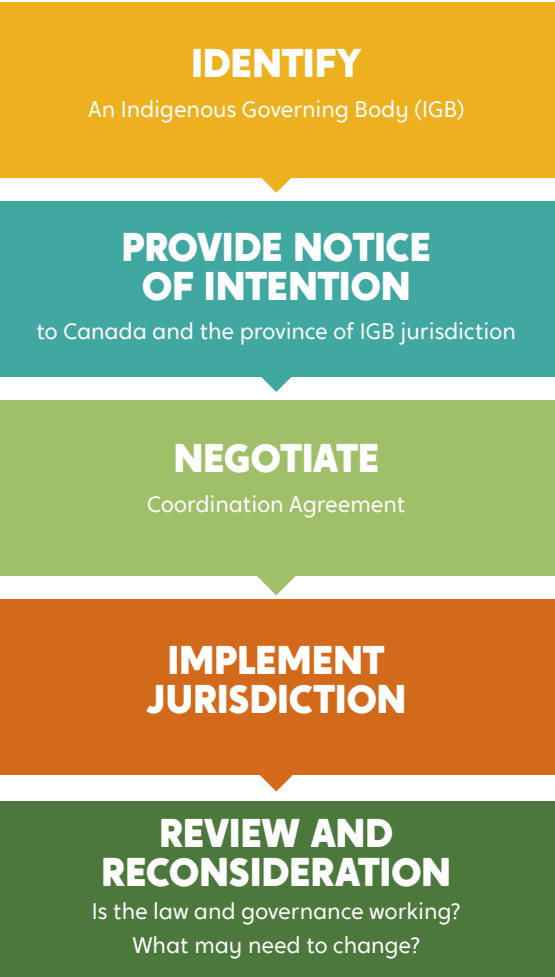 IDENTIFY
An Indigenous Governing Body (IGB)
PROVIDE NOTICE
OF INTENTION
to Canada and the province of IGB jurisdiction
NEGOTIATE
Coordination Agreement
IMPLEMENT
JURISDICTION
REVIEW AND
RECONSIDERATION
Is the law and governance working?
What may need to change?